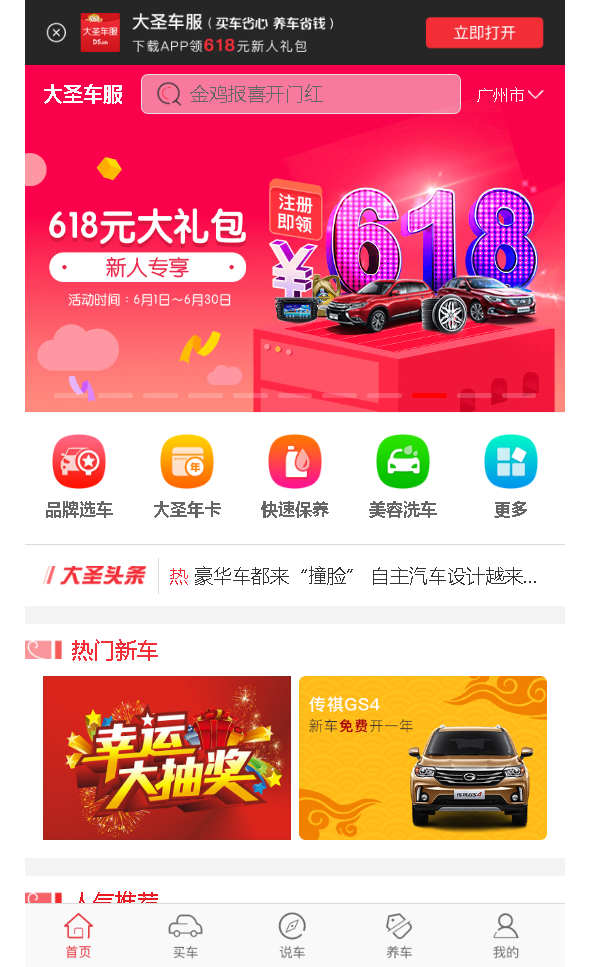 大圣车服（买车省心 养车省钱）
下载APP领618元新人礼包
立即打开
大圣车服
DS.cn
大圣车服
金鸡报喜开门红
广州市
618元大礼包
新人专享
活动时间：6月1日～6月30日
注册
即领
618
¥
品牌选车
大圣年卡
年
快速保养
美容洗车
更多
大圣头条
热 豪华车都来“撞脸” 自主汽车设计越来...
热门新车
幸运
大抽奖
传祺GS4
新车免费开一年
传祺GS4
人气推荐
首页
买车
说车
养车
我的